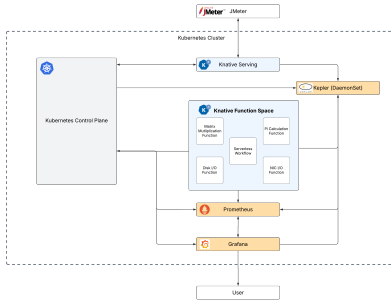 JMeter JMeter
Kubernetes Cluster
Knative Serving
Kepler (DaemonSet)
Kubernetes Control Plane
Knative Function Space
Matrix
Multiplication
Function
Pi Calculation
Function
Serverless
Workflow
Disk I/O
Function
NIC I/O
Function
Prometheus
Grafana
User